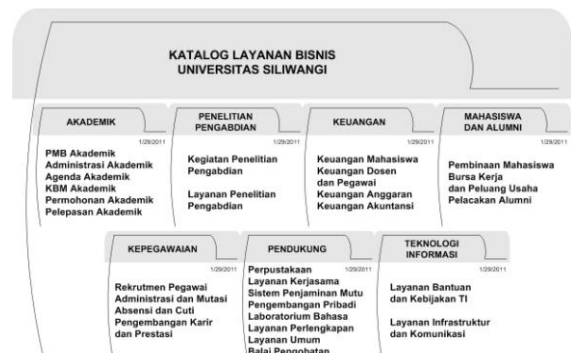 KATALOG LAYANAN BISNIS
UNIVERSITAS SILIWANGI
AKADEMIK
1/29/2011
PMB Akademik
Administrasi Akademik
Agenda Akademik
KBM Akademik
Permohonan Akademik
Pelepasan Akademik
PENELITIAN
PENGABDIAN
1/29/2011
Kegiatan Penelitian
Pengabdian
Layanan Penelitian
Pengabdian
KEUANGAN
1/29/2011
Keuangan Mahasiswa
Keuangan Dosen
dan Pegawai
Keuangan Anggaran
Keuangan Akuntansi
MAHASISWA
DAN ALUMNI
1/29/2011
Pembinaan Mahasiswa
Bursa Kerja
dan Peluang Usaha
Pelacakan Alumni
KEPEGAWAIAN
1/29/2011
Rekrutmen Pegawai
Administrasi dan Mutasi
Absensi dan Cuti
Pengembangan Karir
dan Prestasi
PENDUKUNG
1/29/2011
Perpustakaan
Layanan Kerjasama
Sistem Penjaminan Mutu
Pengembangan Pribadi
Laboratorium Bahasa
Layanan Perlengkapan
Layanan Umum
Balai Pengobatan
TEKNOLOGI
INFORMASI
1/29/2011
Layanan Bantuan
dan Kebijakan TI
Layanan Infrastruktur
dan Komunikasi